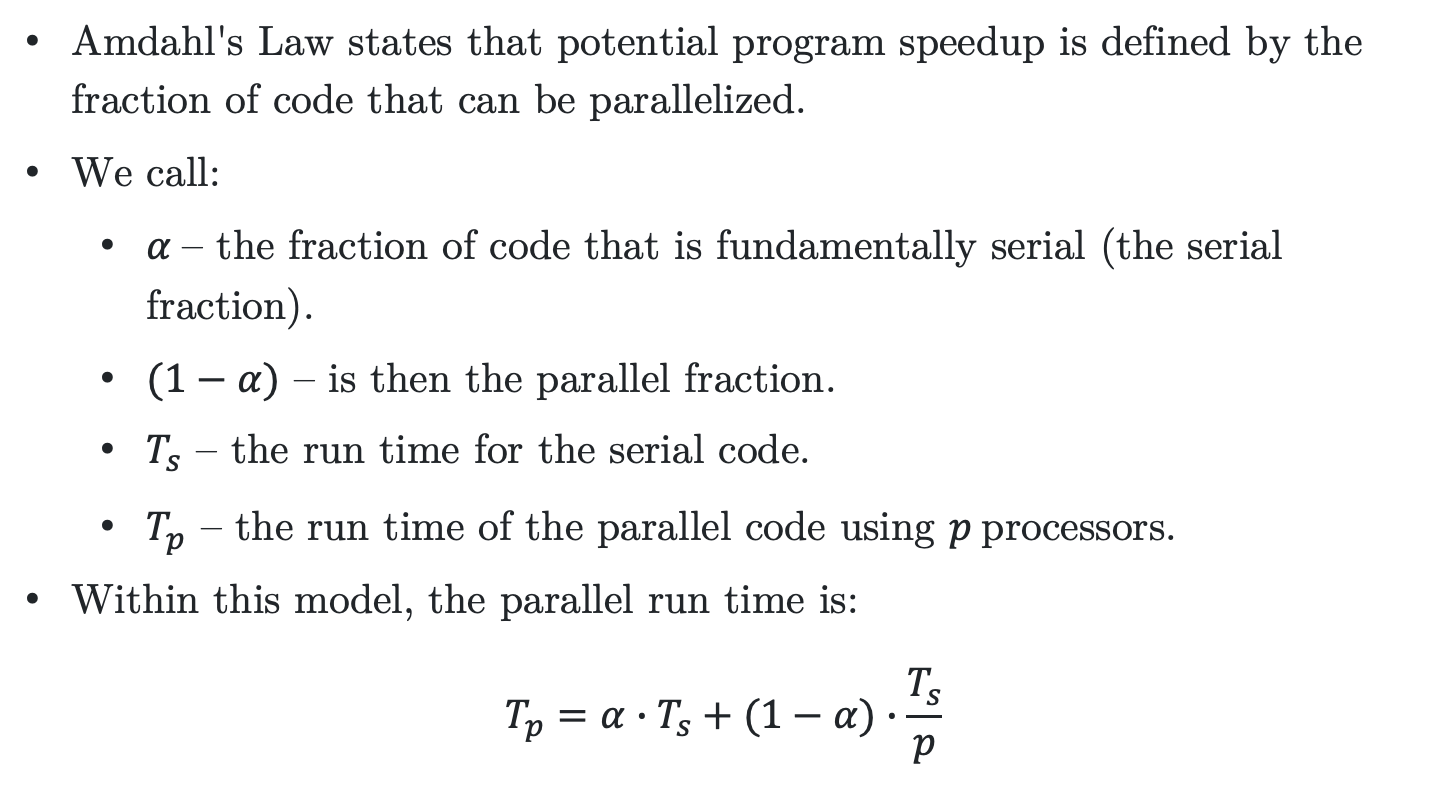 • Amdahl's Law states that potential program speedup is defined by the
fraction of code that can be parallelized.
• We call:
• α – the fraction of code that is fundamentally serial (the serial
fraction).
• (1 − α) – is then the parallel fraction.
• Tₛ – the run time for the serial code.
• Tₚ – the run time of the parallel code using p processors.
• Within this model, the parallel run time is:
Tₚ = α · Tₛ + (1 − α) · Tₛ/p